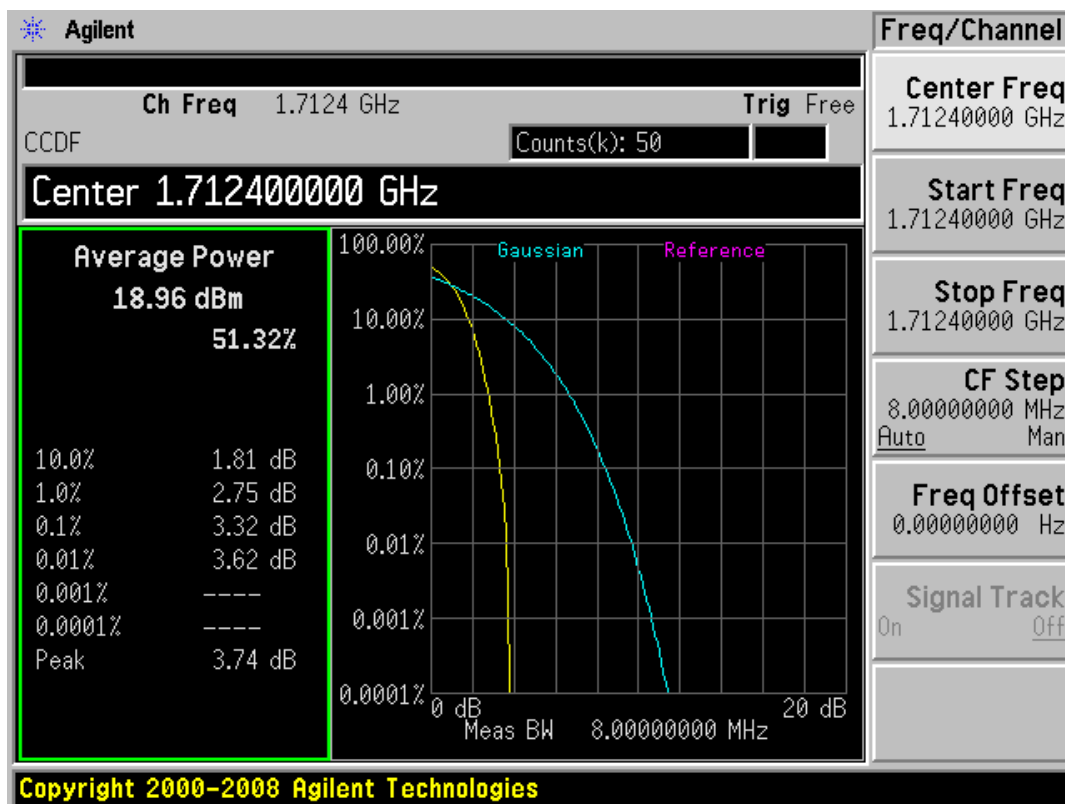 Agilent
Freq/Channel
Ch Freq 1.7124 GHz Trig Free
CCDF Counts(k): 50
Center 1.712400000 GHz
Average Power
18.96 dBm
51.32%
10.0% 1.81 dB
1.0% 2.75 dB
0.1% 3.32 dB
0.01% 3.62 dB
0.001% ----
0.0001% ----
Peak 3.74 dB
100.00%
10.00%
1.00%
0.10%
0.01%
0.001%
0.0001%
Gaussian Reference
0 dB 20 dB
Meas BW 8.00000000 MHz
Center Freq
1.71240000 GHz
Start Freq
1.71240000 GHz
Stop Freq
1.71240000 GHz
CF Step
8.00000000 MHz
Auto Man
Freq Offset
0.00000000 Hz
Signal Track
On Off
Copyright 2000-2008 Agilent Technologies